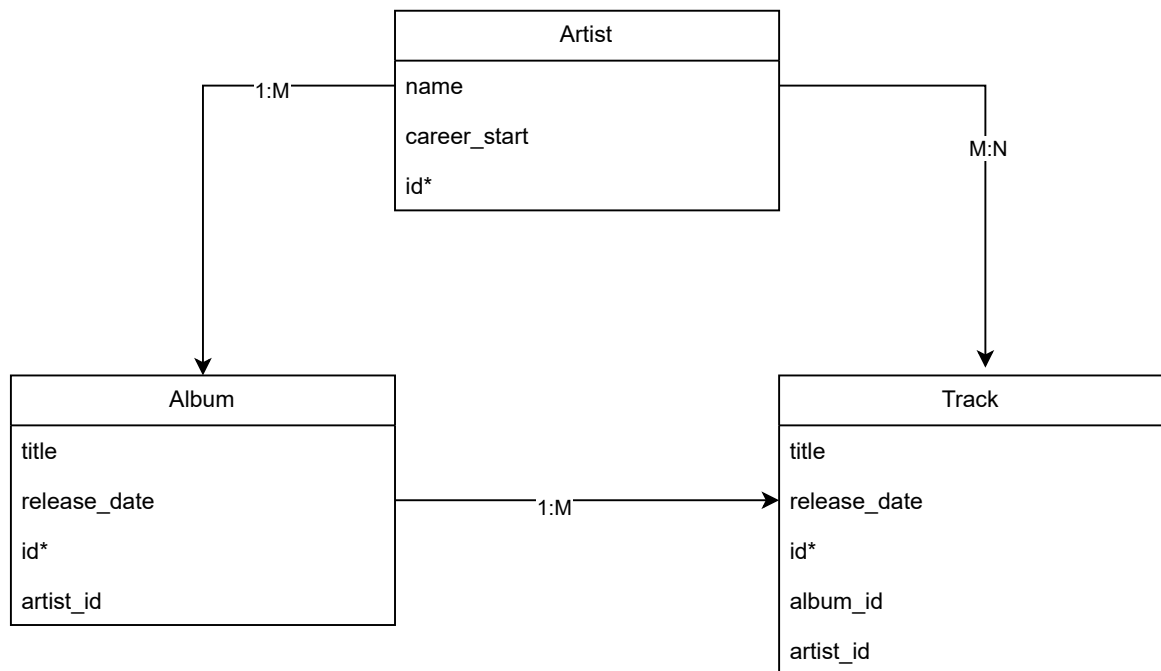 Artist
name
career_start
id*
1:M
M:N
Album
title
release_date
id*
artist_id
1:M
Track
title
release_date
id*
album_id
artist_id